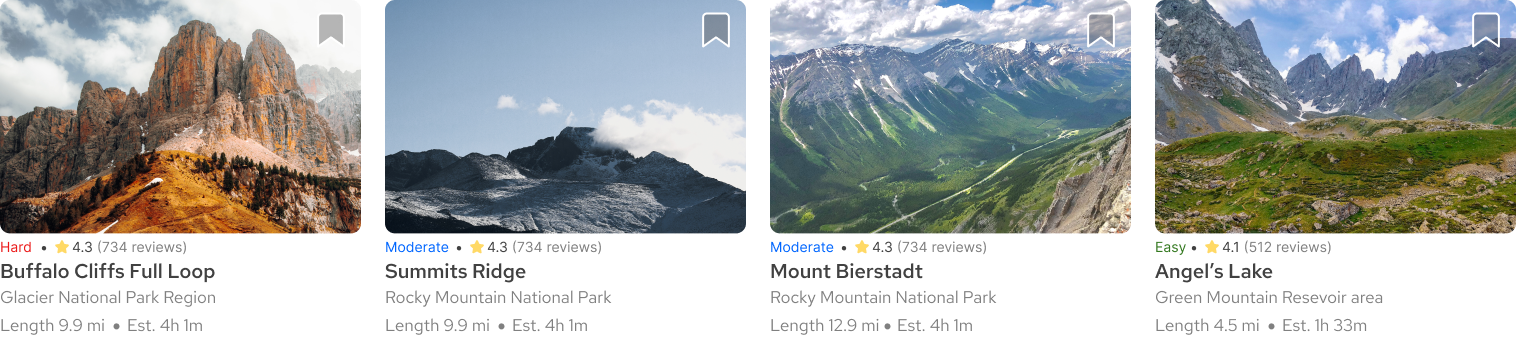 Hard • 4.3 (734 reviews)
Buffalo Cliffs Full Loop
Glacier National Park Region
Length 9.9 mi • Est. 4h 1m
Moderate • 4.3 (734 reviews)
Summits Ridge
Rocky Mountain National Park
Length 9.9 mi • Est. 4h 1m
Moderate • 4.3 (734 reviews)
Mount Bierstadt
Rocky Mountain National Park
Length 12.9 mi • Est. 4h 1m
Easy • 4.1 (512 reviews)
Angel’s Lake
Green Mountain Resevoir area
Length 4.5 mi • Est. 1h 33m